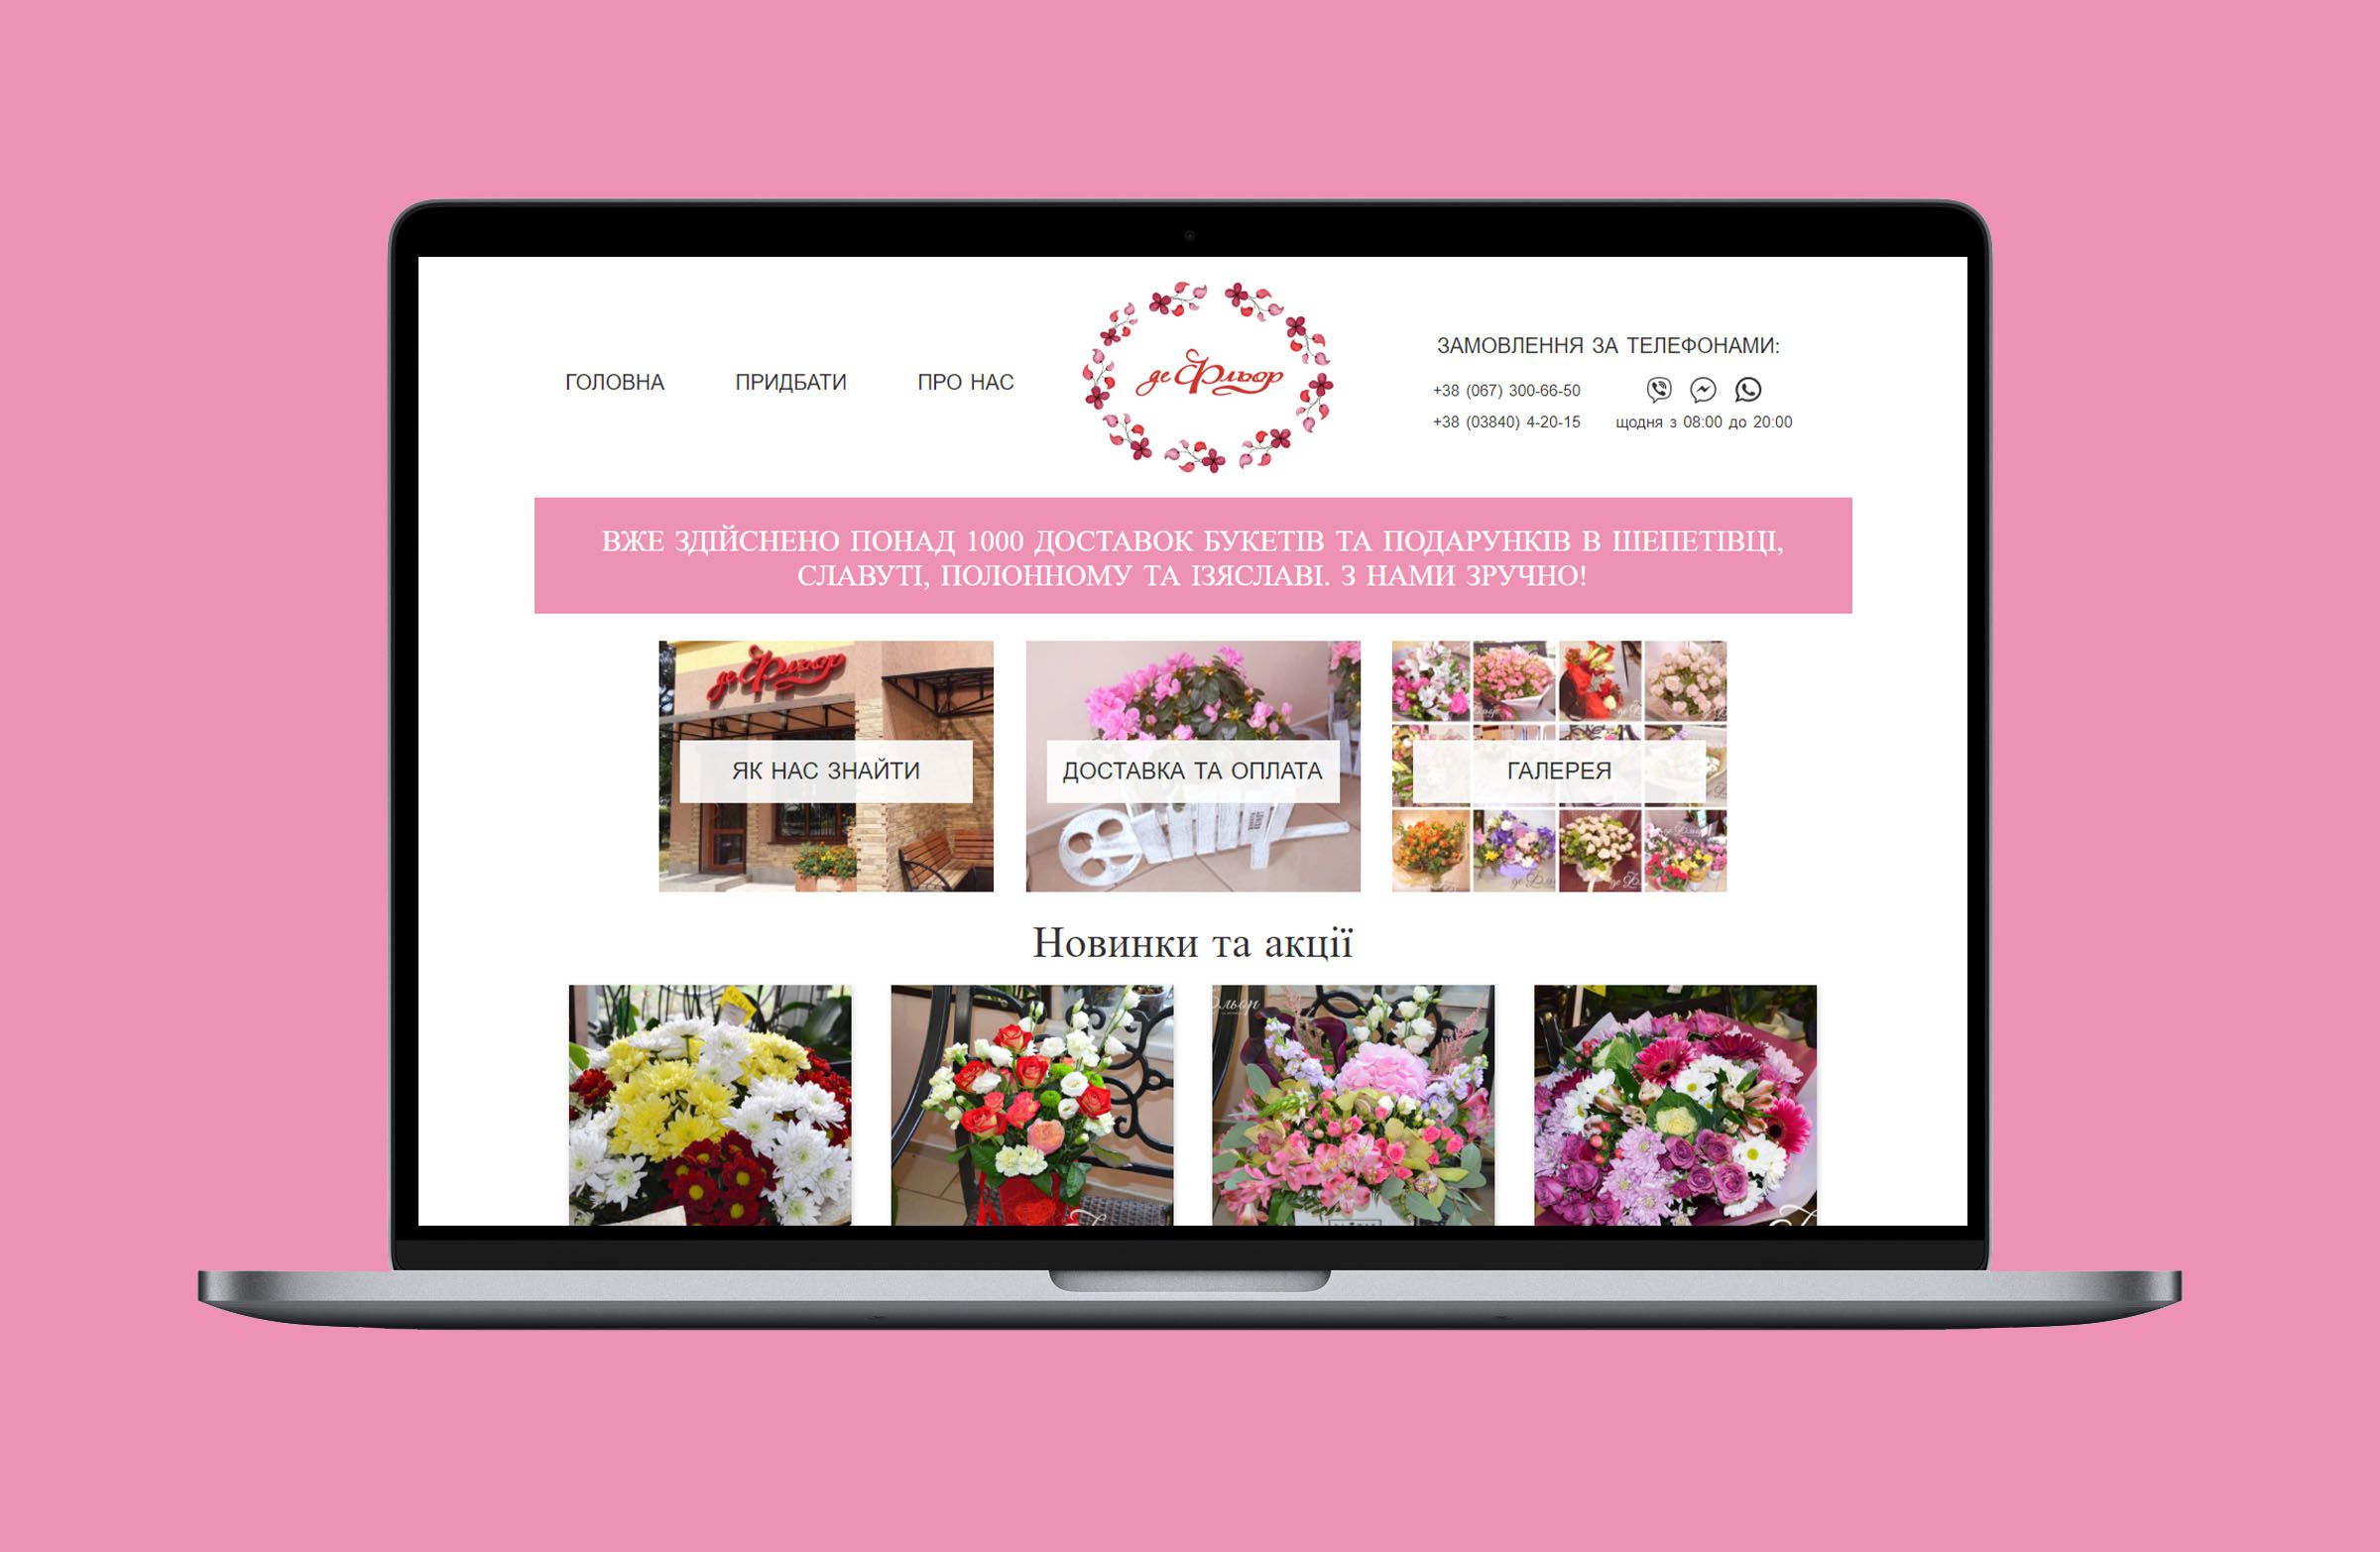 ГОЛОВНА
ПРИДБАТИ
ПРО НАС
де Фльор
ЗАМОВЛЕННЯ ЗА ТЕЛЕФОНАМИ:
+38 (067) 300-66-50
+38 (03840) 4-20-15
щодня з 08:00 до 20:00
ВЖЕ ЗДІЙСНЕНО ПОНАД 1000 ДОСТАВОК БУКЕТІВ ТА ПОДАРУНКІВ В ШЕПЕТІВЦІ,
СЛАВУТІ, ПОЛОННОМУ ТА ІЗЯСЛАВІ. З НАМИ ЗРУЧНО!
де Фльор
ЯК НАС ЗНАЙТИ
ДОСТАВКА ТА ОПЛАТА
ГАЛЕРЕЯ
Новинки та акції